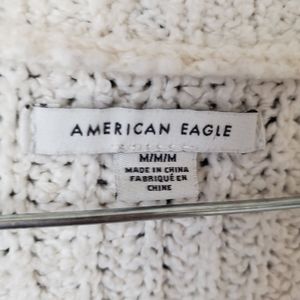 AMERICAN EAGLE
M/M/M
MADE IN CHINA
FABRIQUÉ EN
CHINE